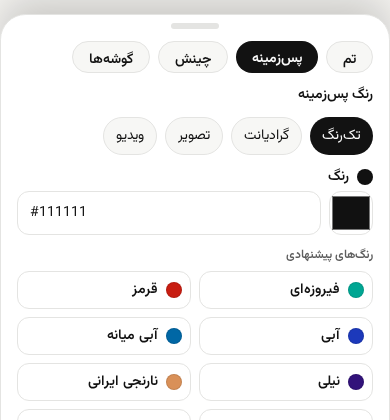 تم پس‌زمینه چینش گوشه‌ها
رنگ پس‌زمینه
تک‌رنگ گرادیانت تصویر ویدیو
رنگ
#111111
رنگ‌های پیشنهادی
فیروزه‌ای قرمز
آبی آبی میانه
نیلی نارنجی ایرانی